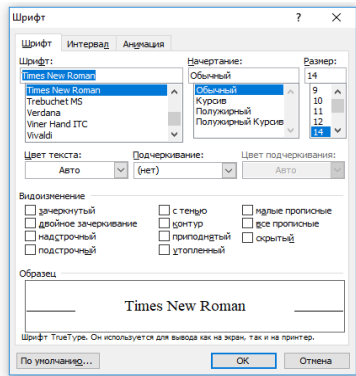 Шрифт ? ×
Шрифт Интервал Анимация
Шрифт: Начертание: Размер:
Times New Roman Обычный 14
Times New Roman Обычный 9
Trebuchet MS Курсив 10
Verdana Полужирный 11
Viner Hand ITC Полужирный Курсив 12
Vivaldi 14
Цвет текста: Подчеркивание: Цвет подчеркивания:
Авто (нет) Авто
Видоизменение
зачеркнутый с тенью малые прописные
двойное зачеркивание контур все прописные
надстрочный приподнятый скрытый
подстрочный утопленный
Образец
Times New Roman
Шрифт TrueType. Он используется для вывода как на экран, так и на принтер.
По умолчанию... ОК Отмена